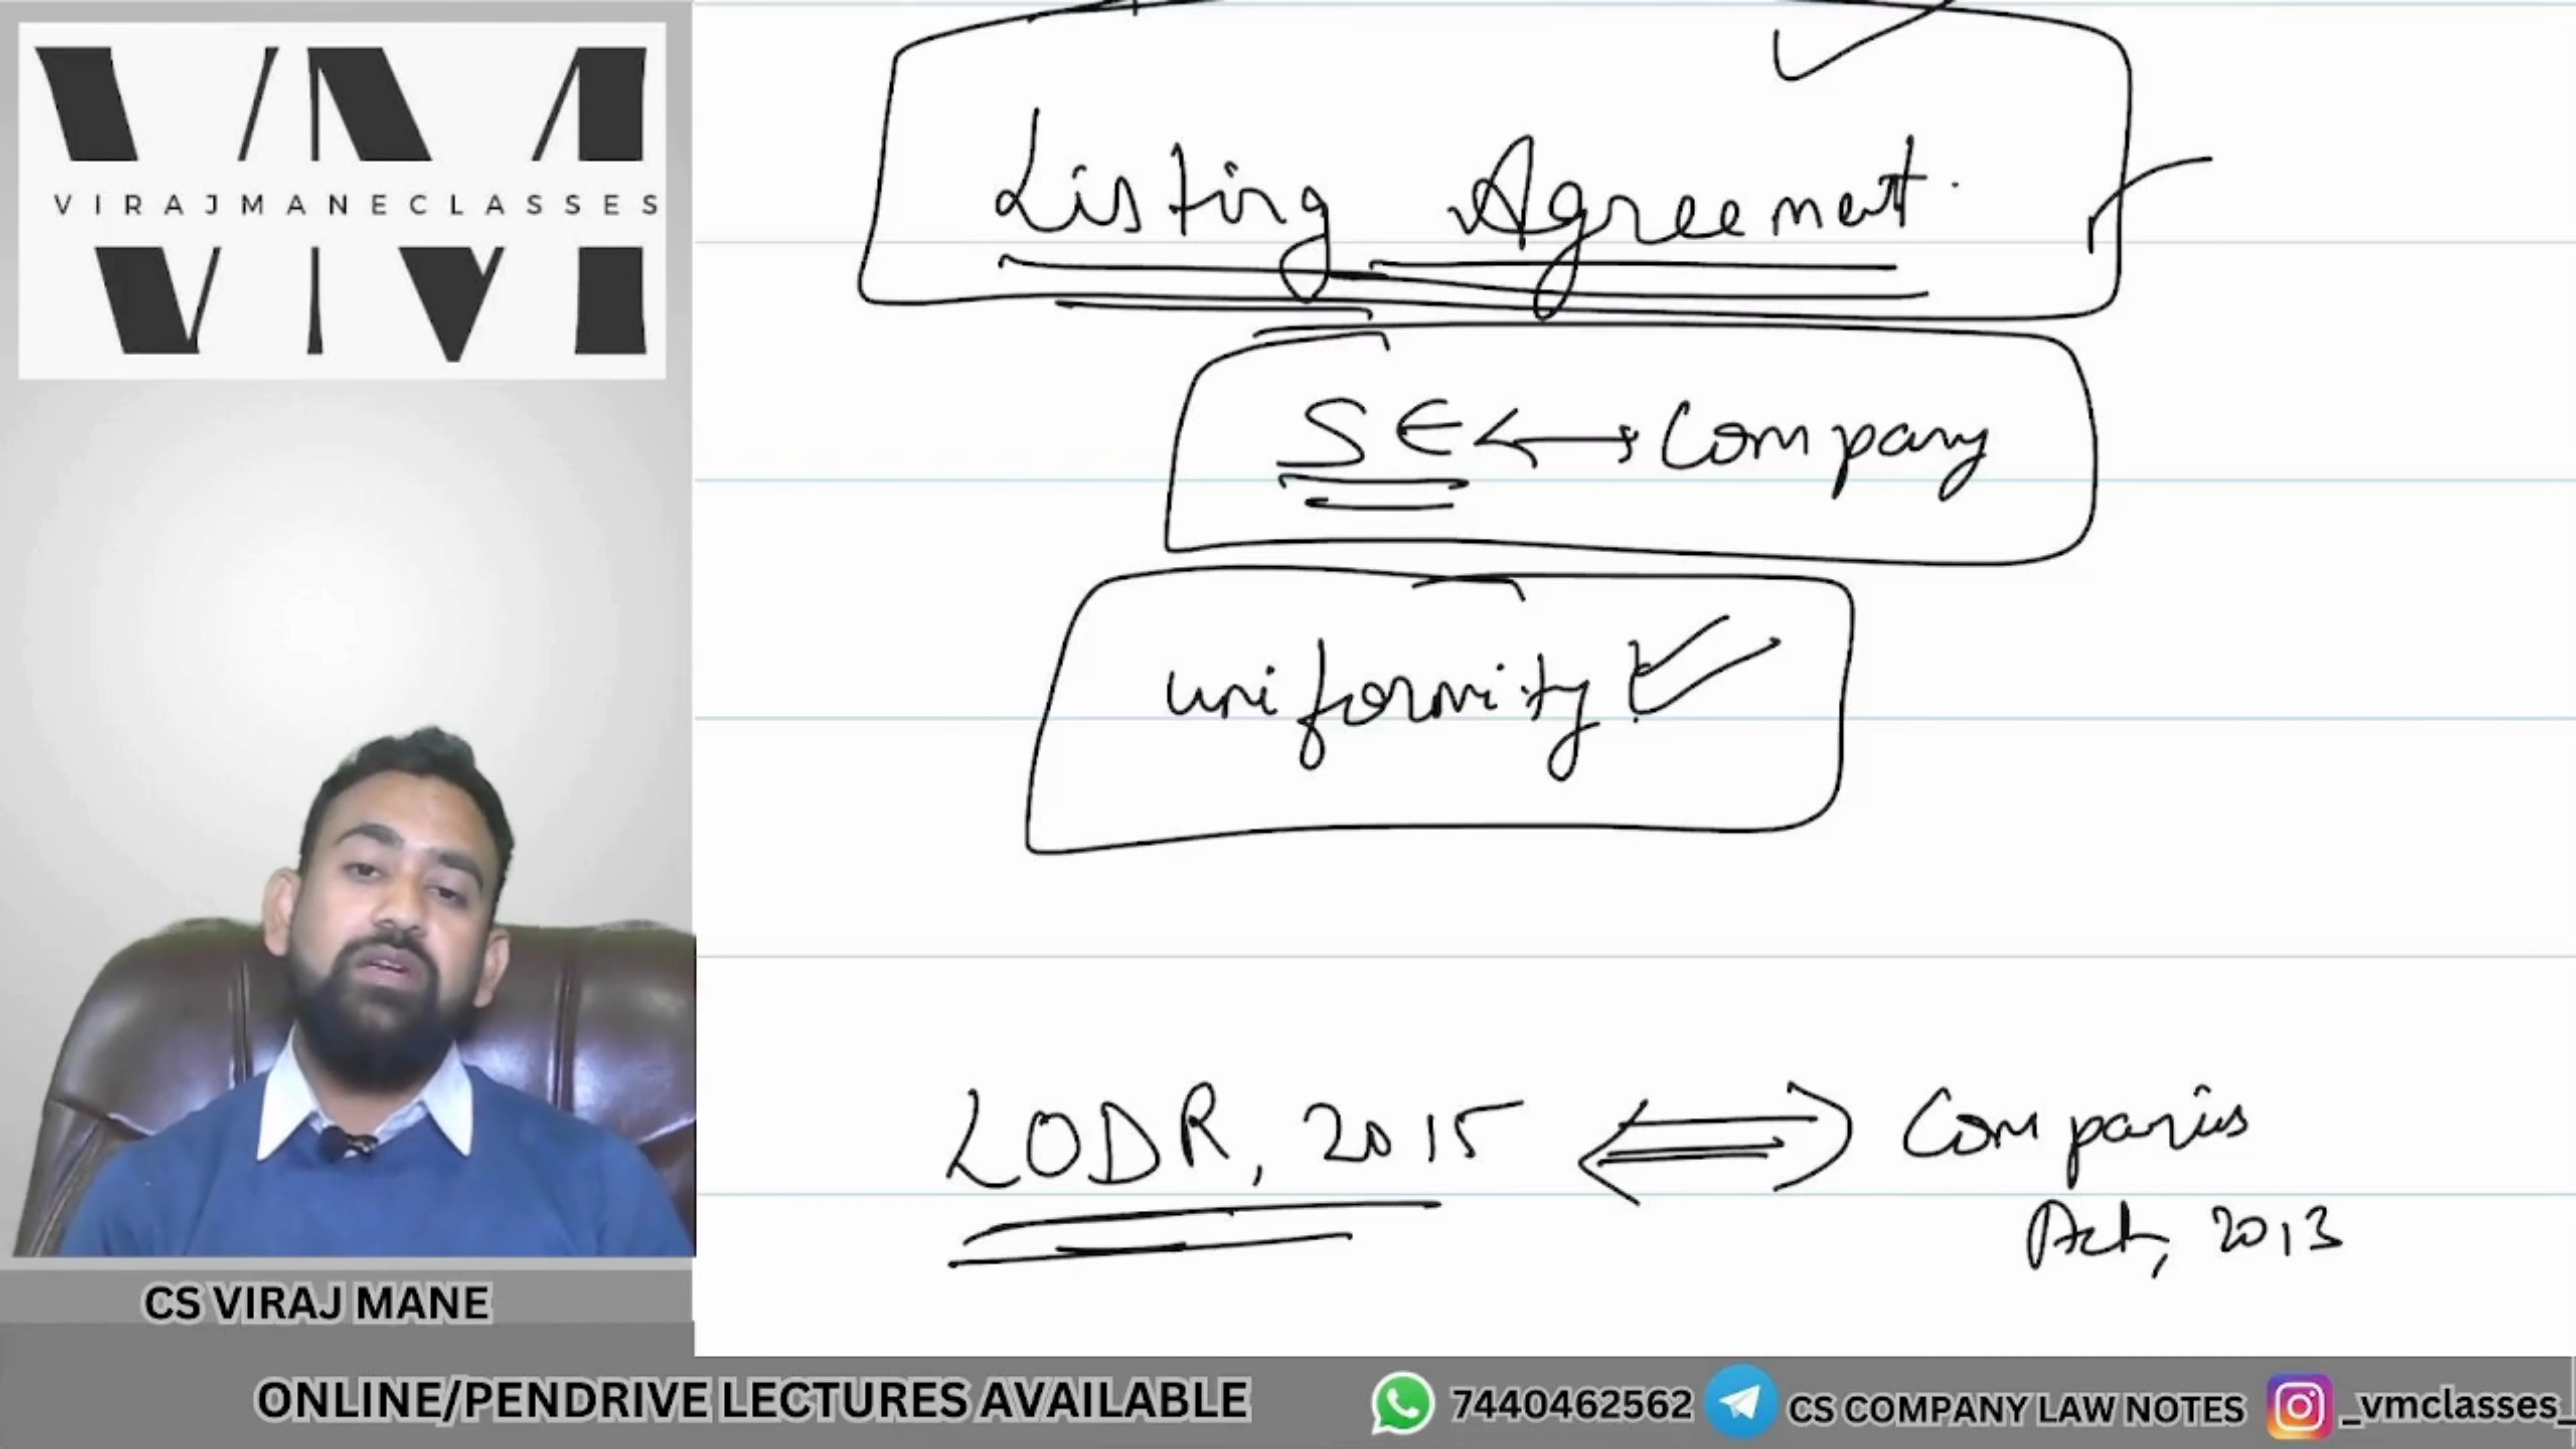 VIRAJMANECLASSES
Listing Agreement.
SE ↔ Company
uniformity
LODR, 2015 ⟺ Companies
Act, 2013
CS VIRAJ MANE
ONLINE/PENDRIVE LECTURES AVAILABLE 7440462562 CS COMPANY LAW NOTES _vmclasses_